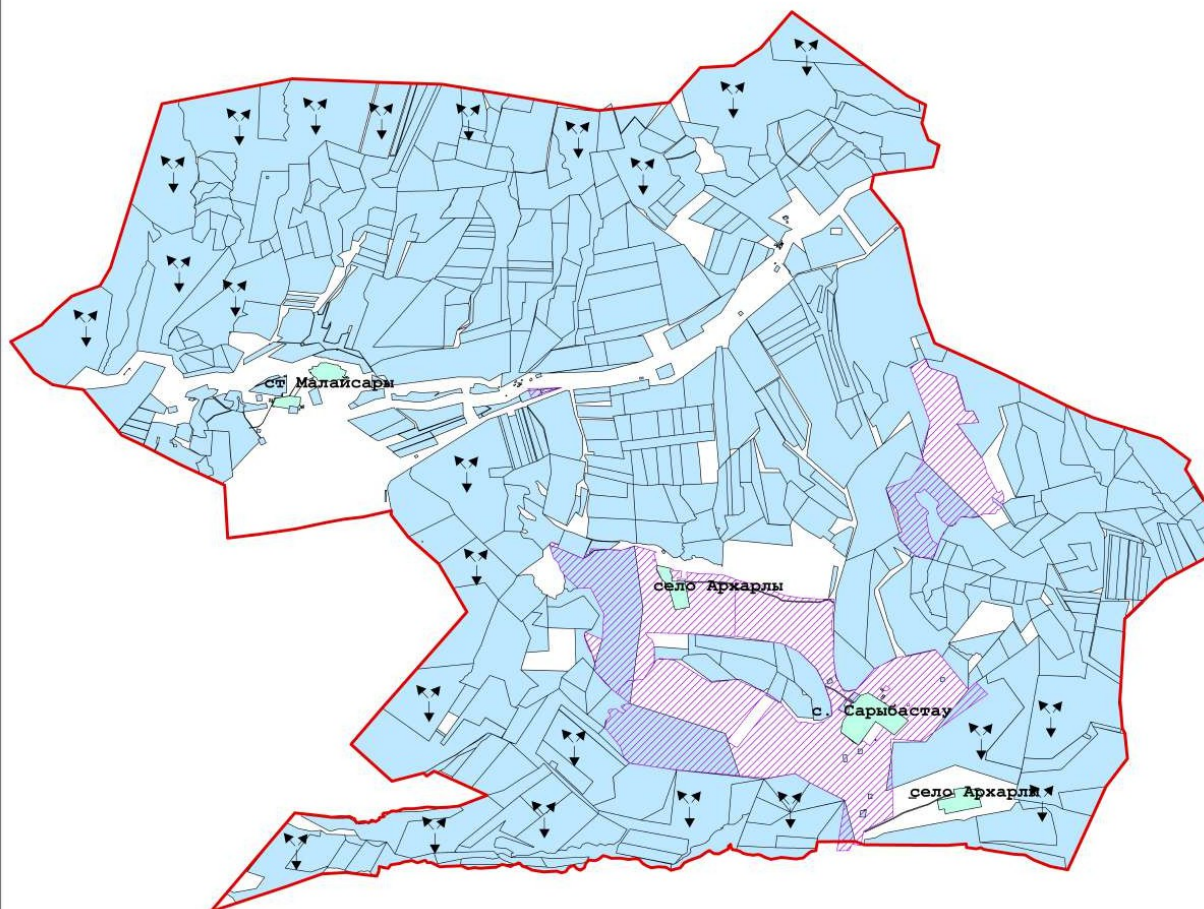 ст Малайсары
село Архарлы
с. Сарыбастау
село Архарлы